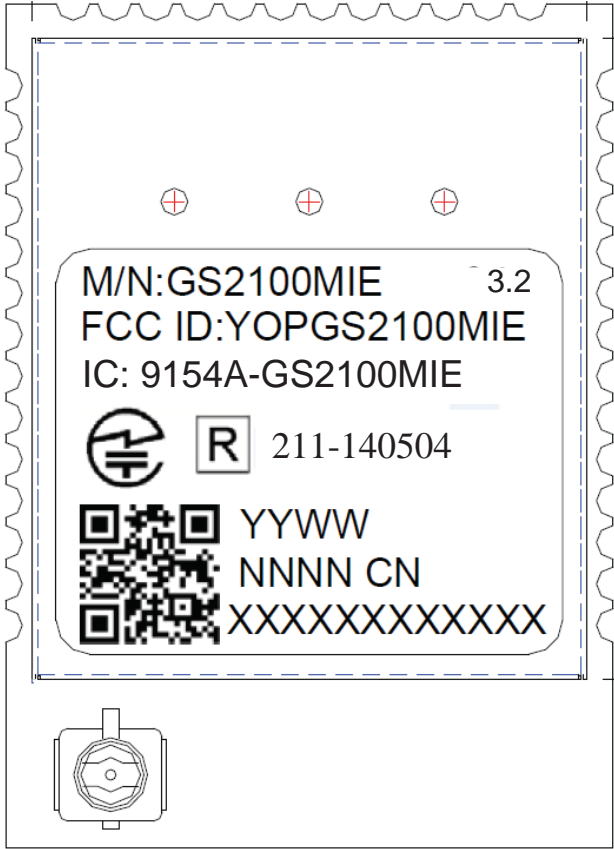 M/N:GS2100MIE 3.2
FCC ID:YOPGS2100MIE
IC: 9154A-GS2100MIE
R 211-140504
YYWW
NNNN CN
XXXXXXXXXXXX